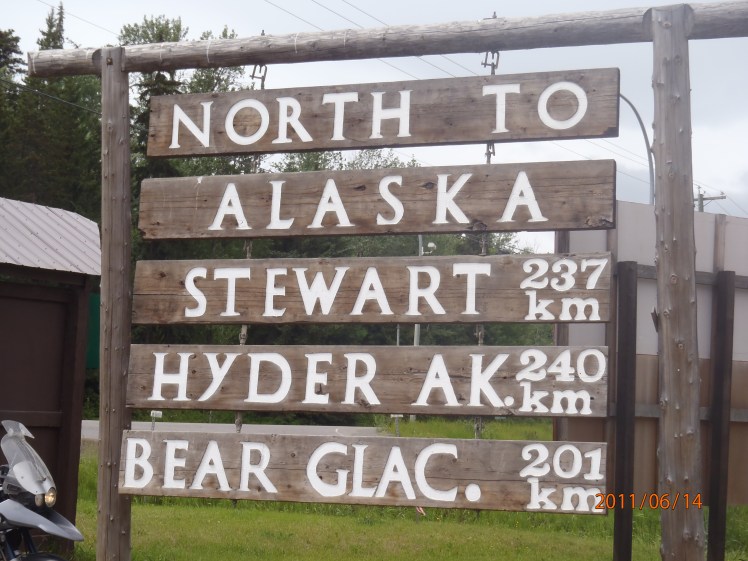 NORTH TO
ALASKA
STEWART 237 km
HYDER AK. 240 km
BEAR GLAC. 201 km
2011/06/14